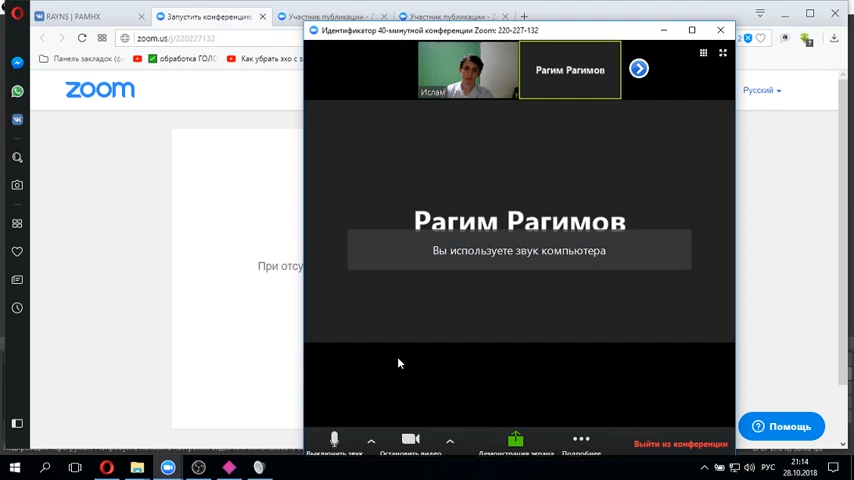 RAYNS | РАМНХ
Запустить конференцию
Участник публикации - Z
Участник публикации - Z
zoom.us/j/220227132
2
Панель закладок (ф
обработка ГОЛО
Как убрать эхо с з
Идентификатор 40-минутной конференции Zoom: 220-227-132
zoom
Русский
Ислам
Рагим Рагимов
Рагим Рагимов
Вы используете звук компьютера
При отсу
Помощь
Выключить звук
Остановить видео
Демонстрация экрана
Подробнее
Выйти из конференции
РУС
21:14
28.10.2018